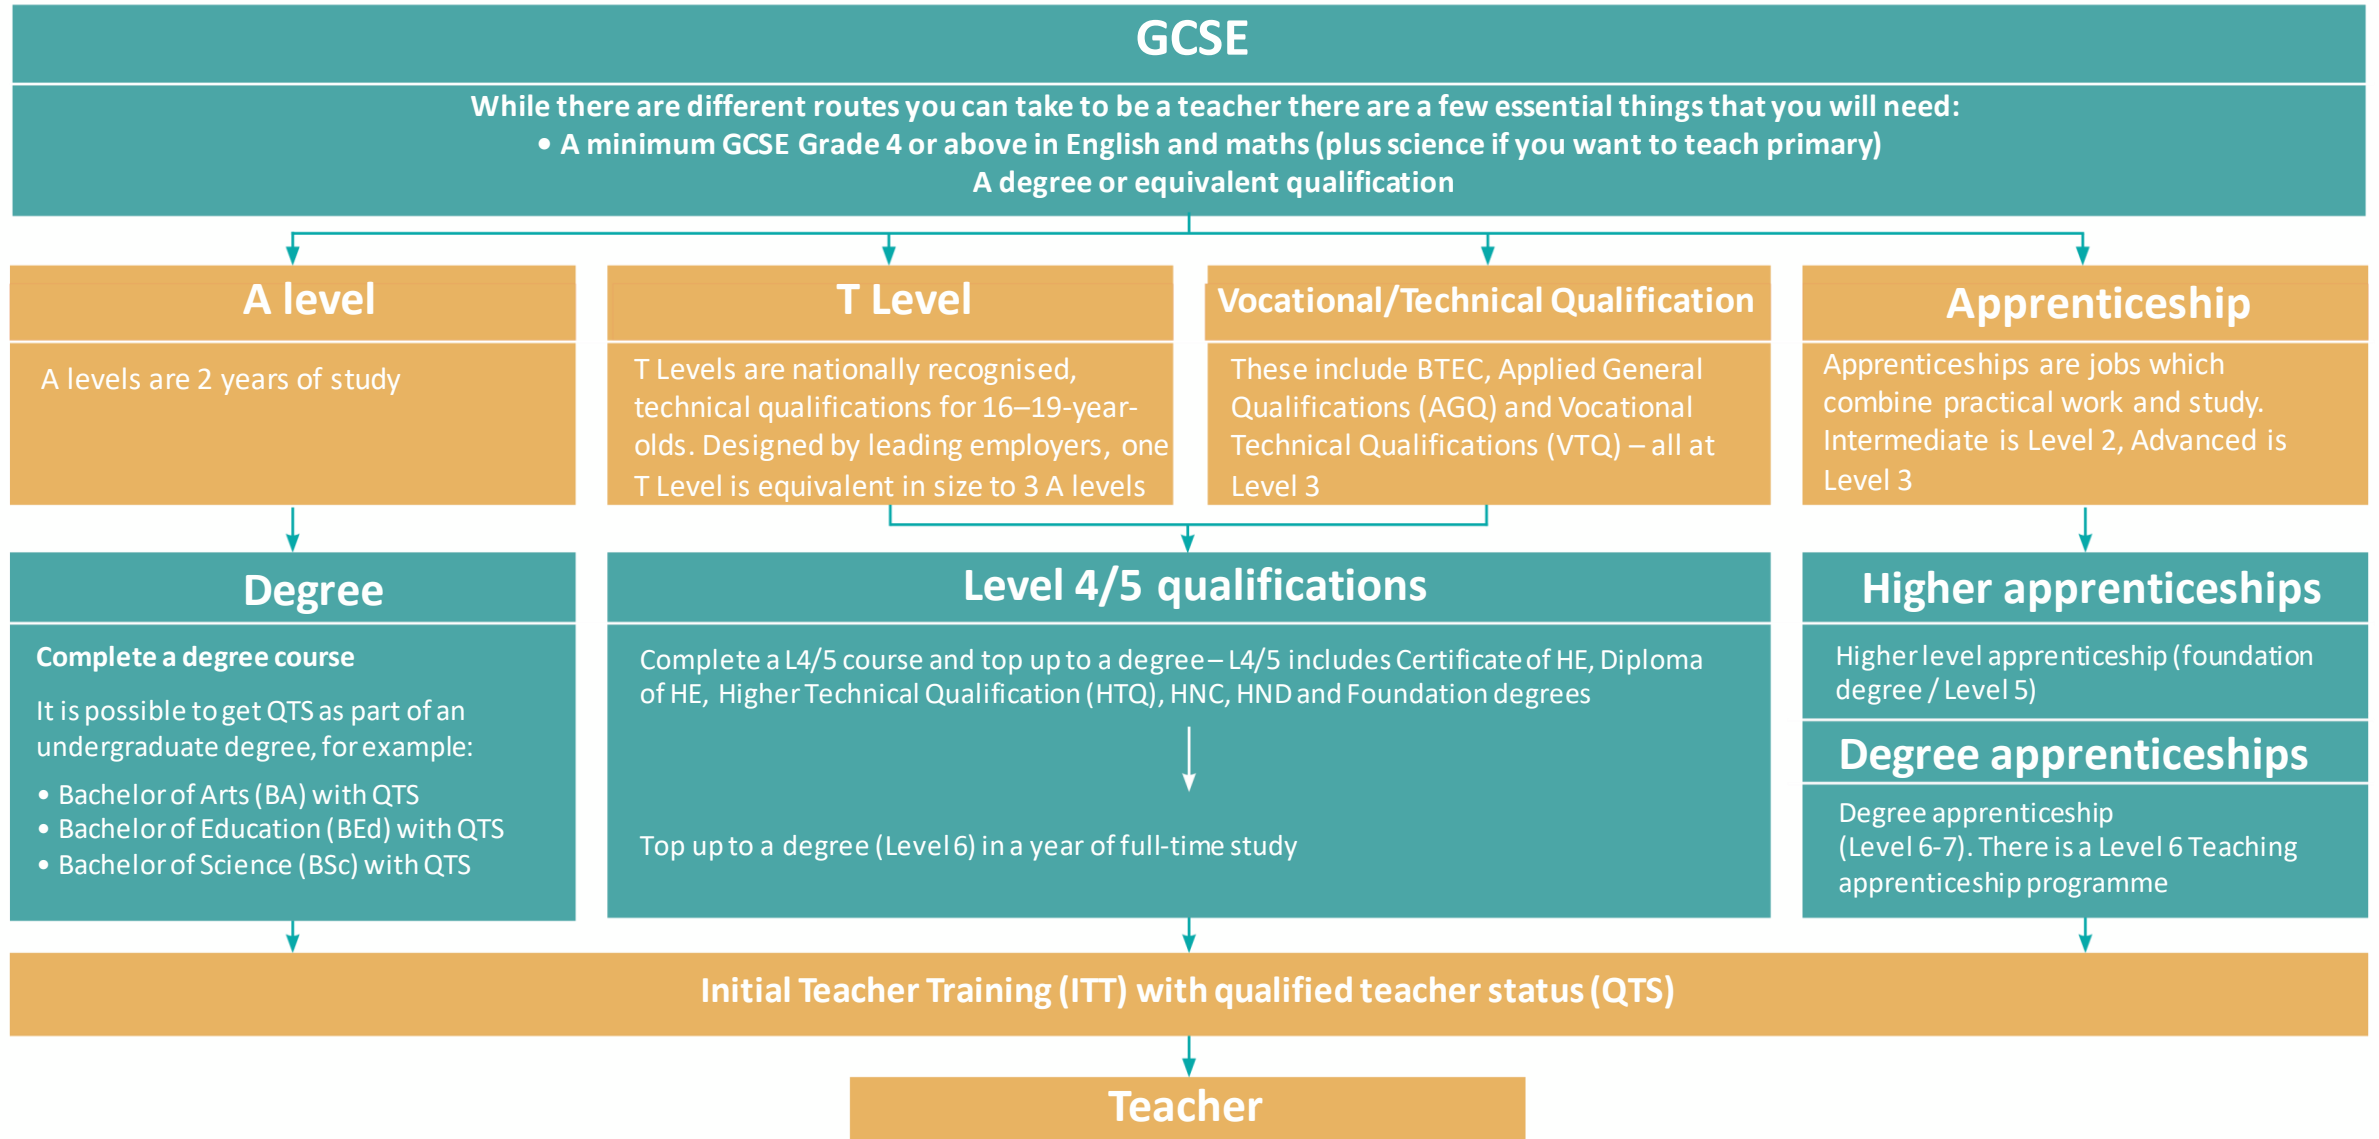 GCSE
While there are different routes you can take to be a teacher there are a few essential things that you will need:
• A minimum GCSE Grade 4 or above in English and maths (plus science if you want to teach primary)
A degree or equivalent qualification
A level
A levels are 2 years of study
T Level
T Levels are nationally recognised,
technical qualifications for 16–19-year-
olds. Designed by leading employers, one
T Level is equivalent in size to 3 A levels
Vocational/Technical Qualification
These include BTEC, Applied General
Qualifications (AGQ) and Vocational
Technical Qualifications (VTQ) – all at
Level 3
Apprenticeship
Apprenticeships are jobs which
combine practical work and study.
Intermediate is Level 2, Advanced is
Level 3
Degree
Complete a degree course
It is possible to get QTS as part of an
undergraduate degree, for example:
• Bachelor of Arts (BA) with QTS
• Bachelor of Education (BEd) with QTS
• Bachelor of Science (BSc) with QTS
Level 4/5 qualifications
Complete a L4/5 course and top up to a degree – L4/5 includes Certificate of HE, Diploma
of HE, Higher Technical Qualification (HTQ), HNC, HND and Foundation degrees
Top up to a degree (Level 6) in a year of full-time study
Higher apprenticeships
Higher level apprenticeship (foundation
degree / Level 5)
Degree apprenticeships
Degree apprenticeship
(Level 6-7). There is a Level 6 Teaching
apprenticeship programme
Initial Teacher Training (ITT) with qualified teacher status (QTS)
Teacher